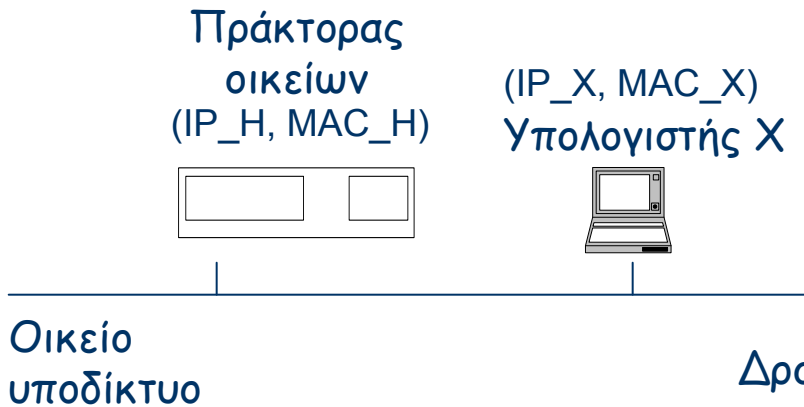 Πράκτορας
οικείων
(IP_H, MAC_H)
(IP_X, MAC_X)
Υπολογιστής Χ
Οικείο
υποδίκτυο